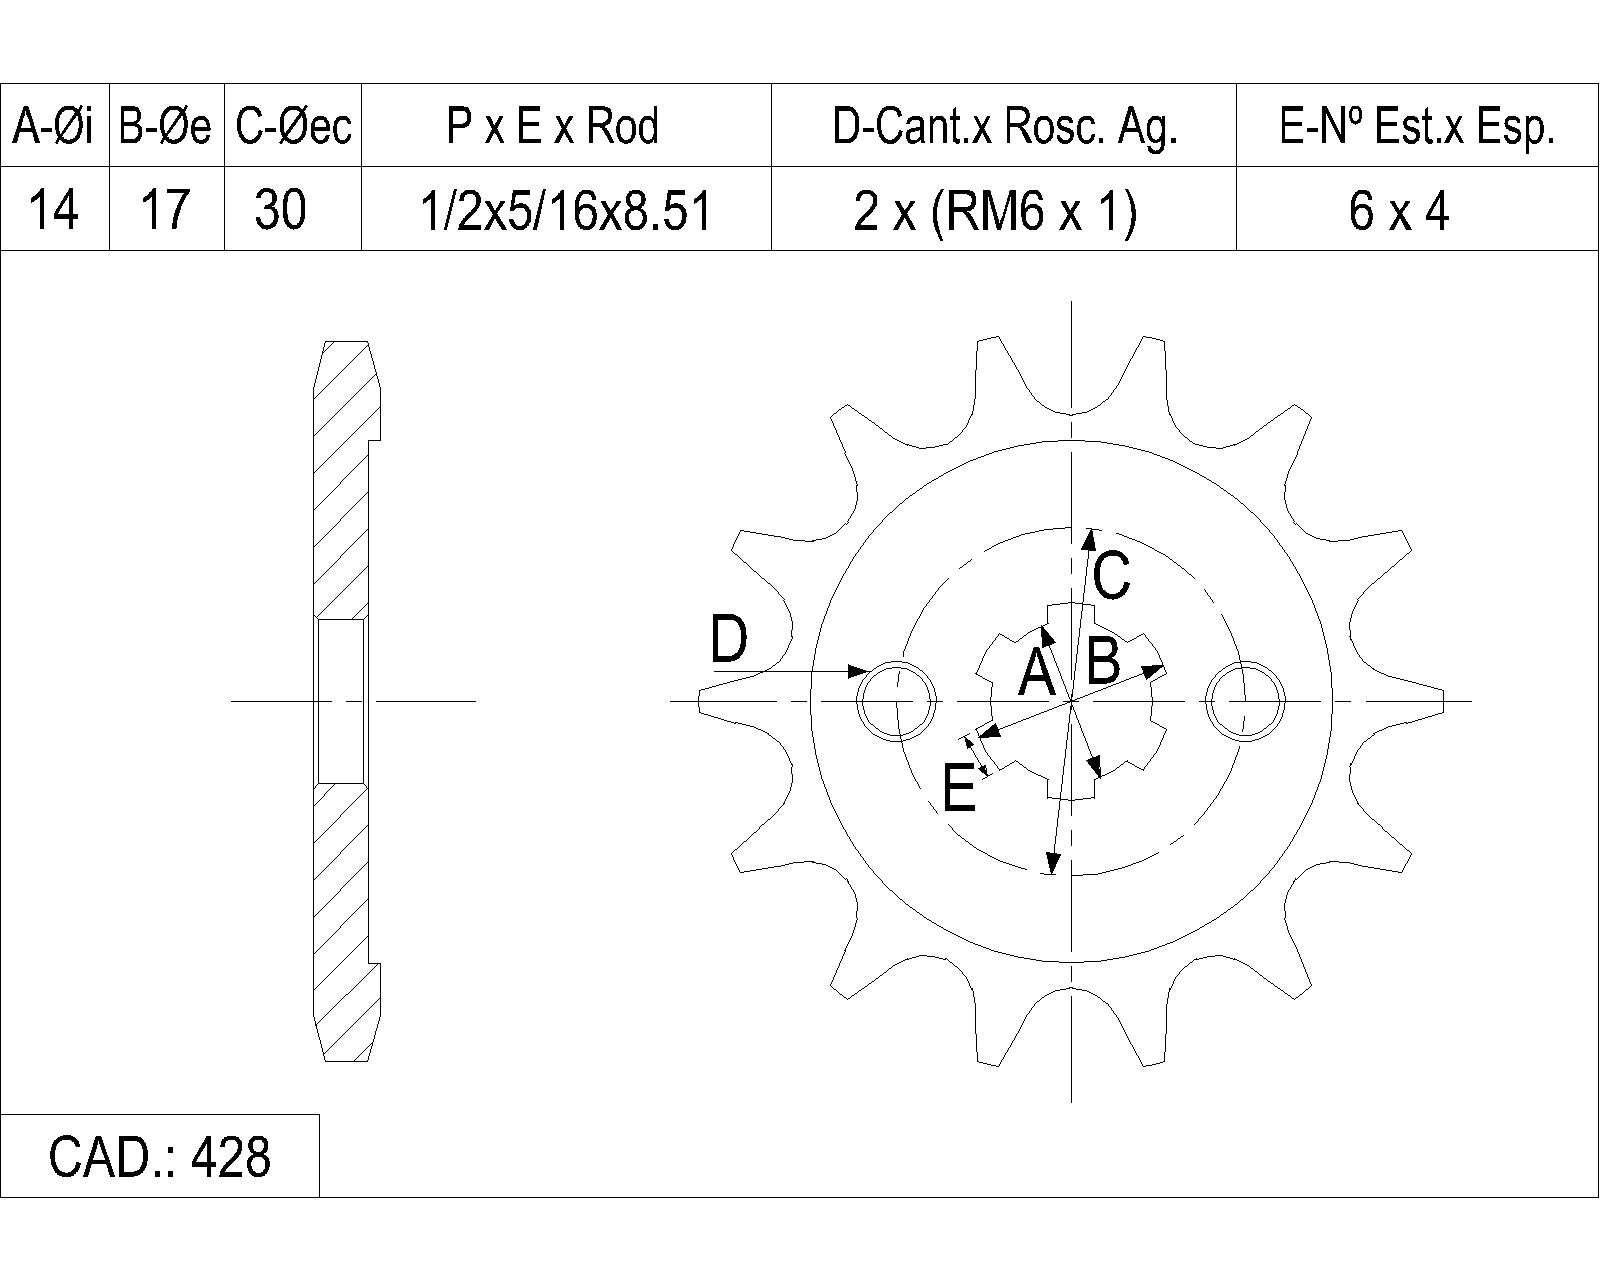 A-Øi B-Øe C-Øec P x E x Rod D-Cant.x Rosc. Ag. E-Nº Est.x Esp.
14 17 30 1/2x5/16x8.51 2 x (RM6 x 1) 6 x 4
C
D
B
A
E
CAD.: 428